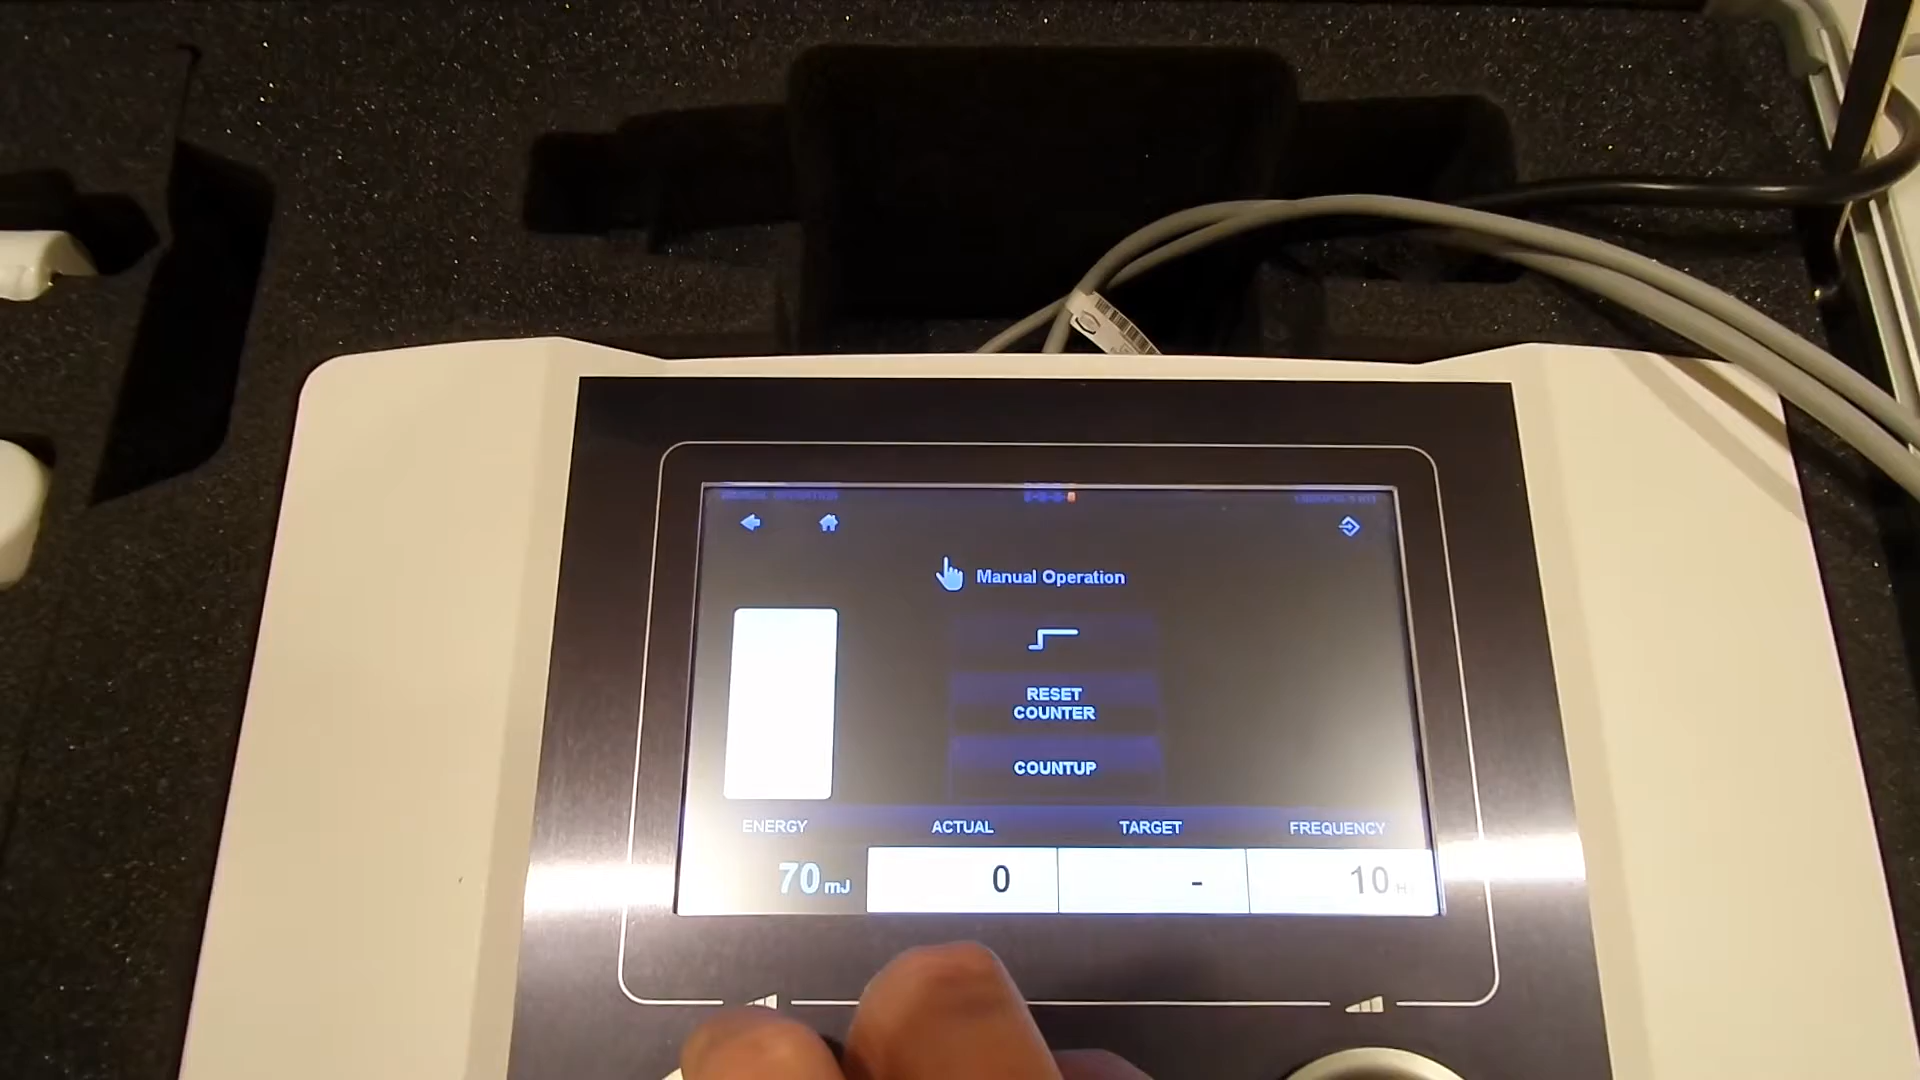 Manual Operation
RESET
COUNTER
COUNTUP
ENERGY ACTUAL TARGET FREQUENCY
70 mJ 0 - 10 H